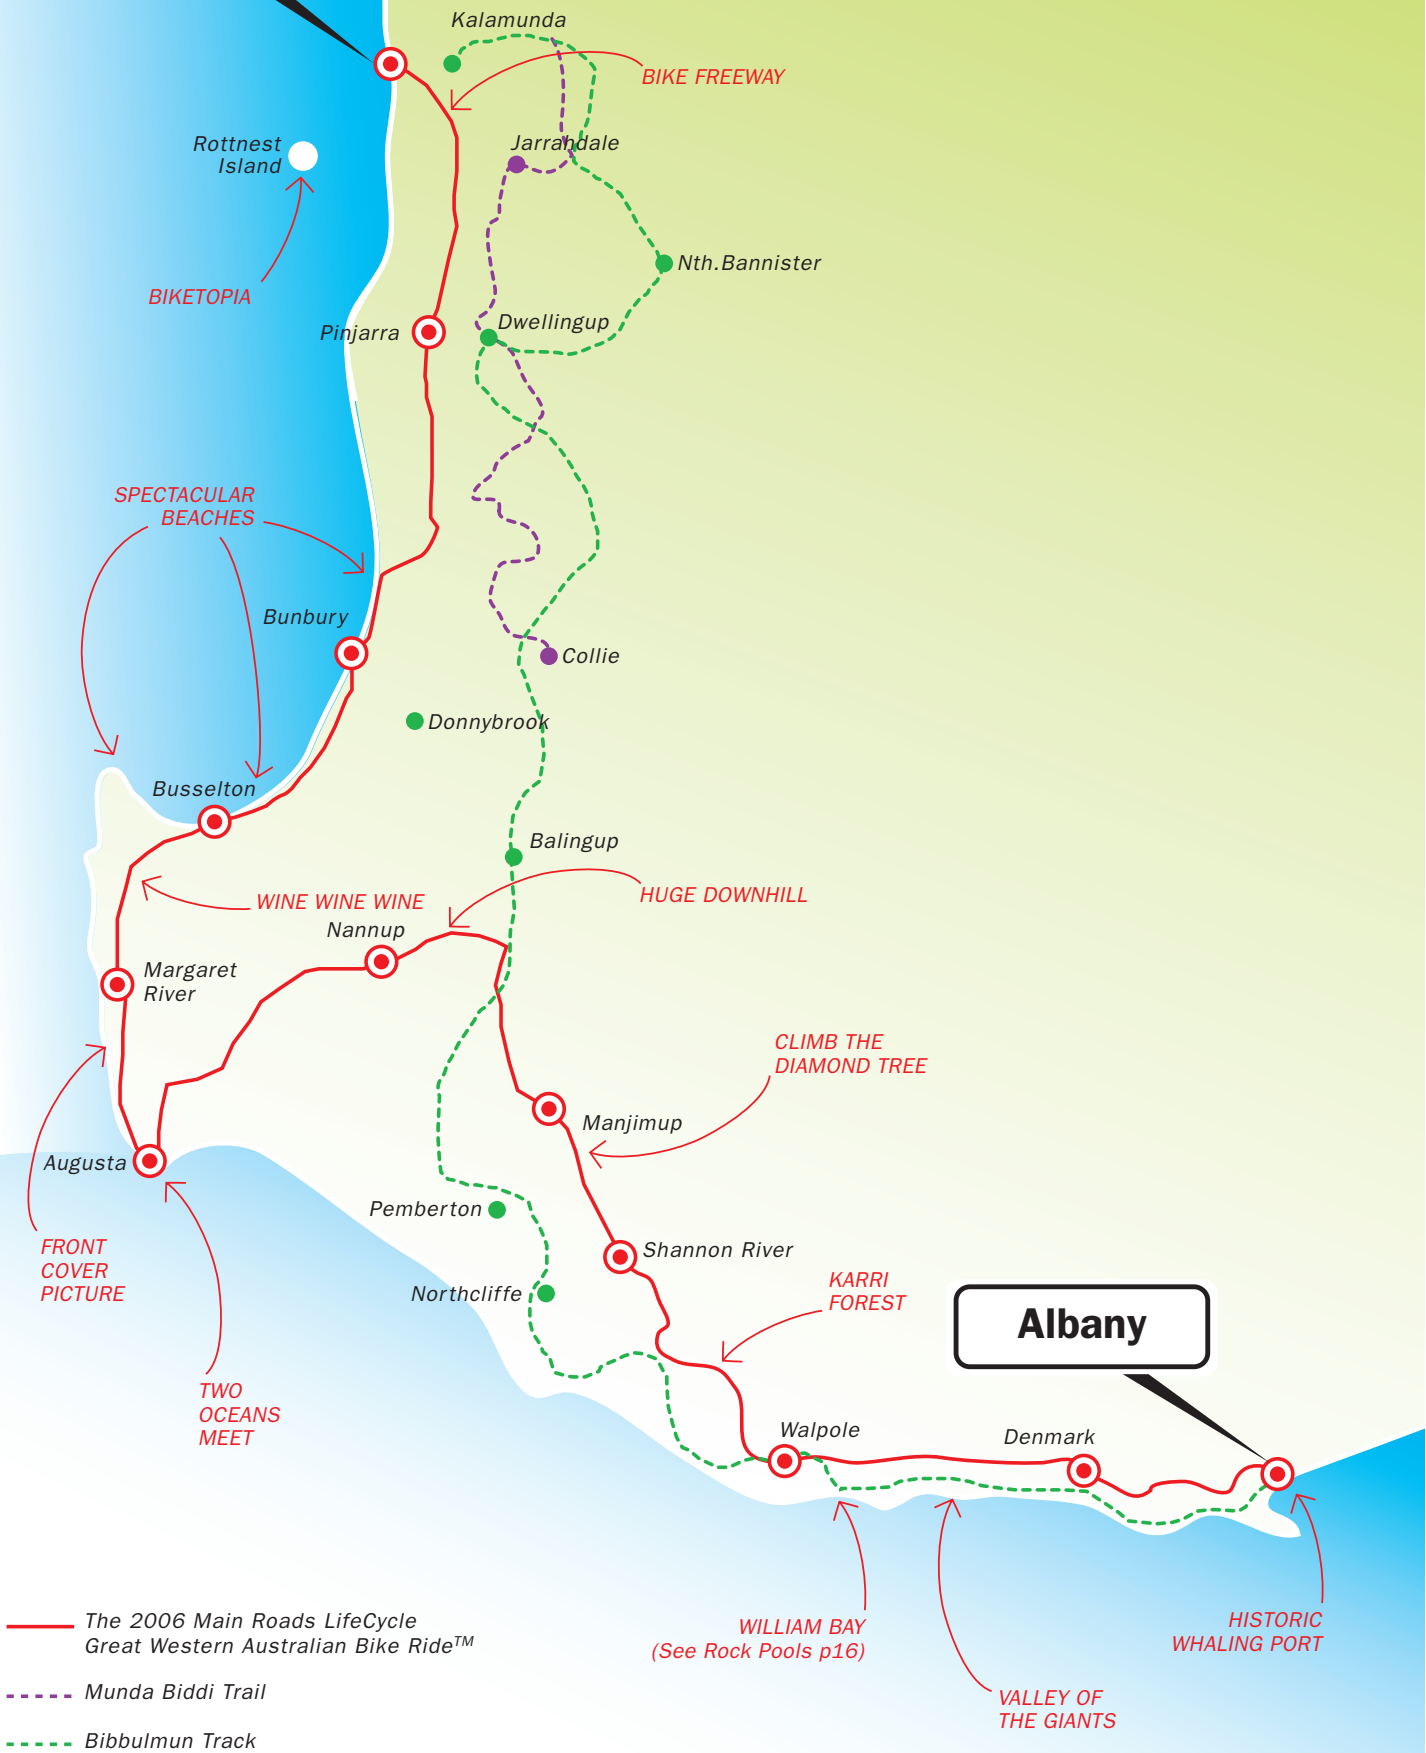 Kalamunda
BIKE FREEWAY
Rottnest
Island
Jarrahdale
Nth.Bannister
BIKETOPIA
Pinjarra
Dwellingup
SPECTACULAR
BEACHES
Bunbury
Collie
Donnybrook
Busselton
Balingup
WINE WINE WINE
HUGE DOWNHILL
Nannup
Margaret
River
CLIMB THE
DIAMOND TREE
Manjimup
Augusta
Pemberton
FRONT
COVER
PICTURE
Shannon River
Northcliffe
KARRI
FOREST
Albany
TWO
OCEANS
MEET
Walpole
Denmark
The 2006 Main Roads LifeCycle
Great Western Australian Bike Ride™
WILLIAM BAY
(See Rock Pools p16)
HISTORIC
WHALING PORT
Munda Biddi Trail
VALLEY OF
THE GIANTS
Bibbulmun Track